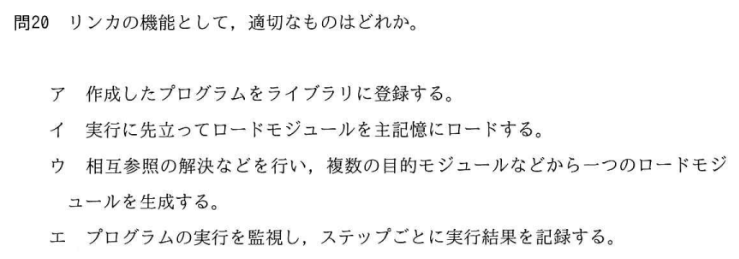 問20　リンカの機能として，適切なものはどれか。
ア　作成したプログラムをライブラリに登録する。
イ　実行に先立ってロードモジュールを主記憶にロードする。
ウ　相互参照の解決などを行い，複数の目的モジュールなどから一つのロードモジ
ュールを生成する。
エ　プログラムの実行を監視し，ステップごとに実行結果を記録する。